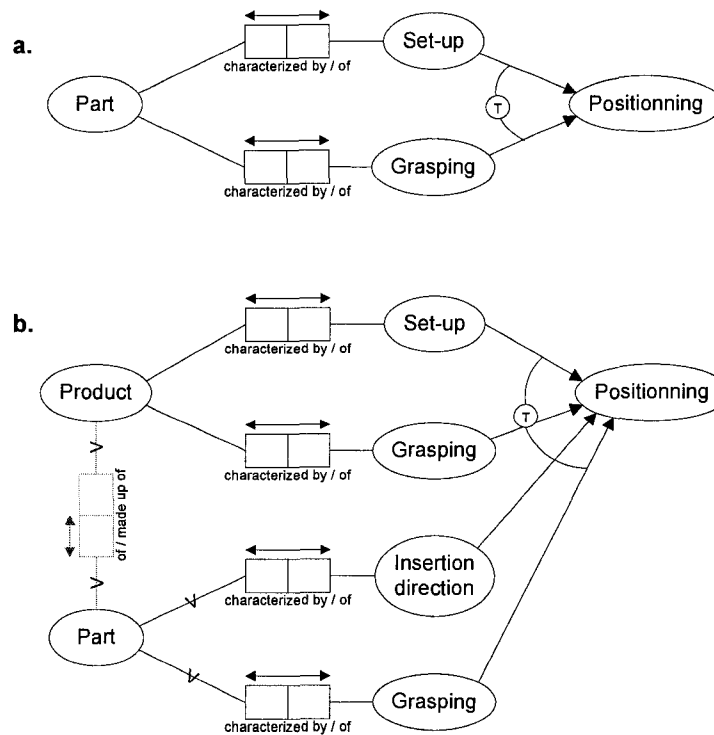 a.
characterized by / of
Set-up
Part
T
Positionning
characterized by / of
Grasping
b.
characterized by / of
Set-up
Product
T
Positionning
characterized by / of
Grasping
of / made up of
characterized by / of
Insertion
direction
Part
characterized by / of
Grasping